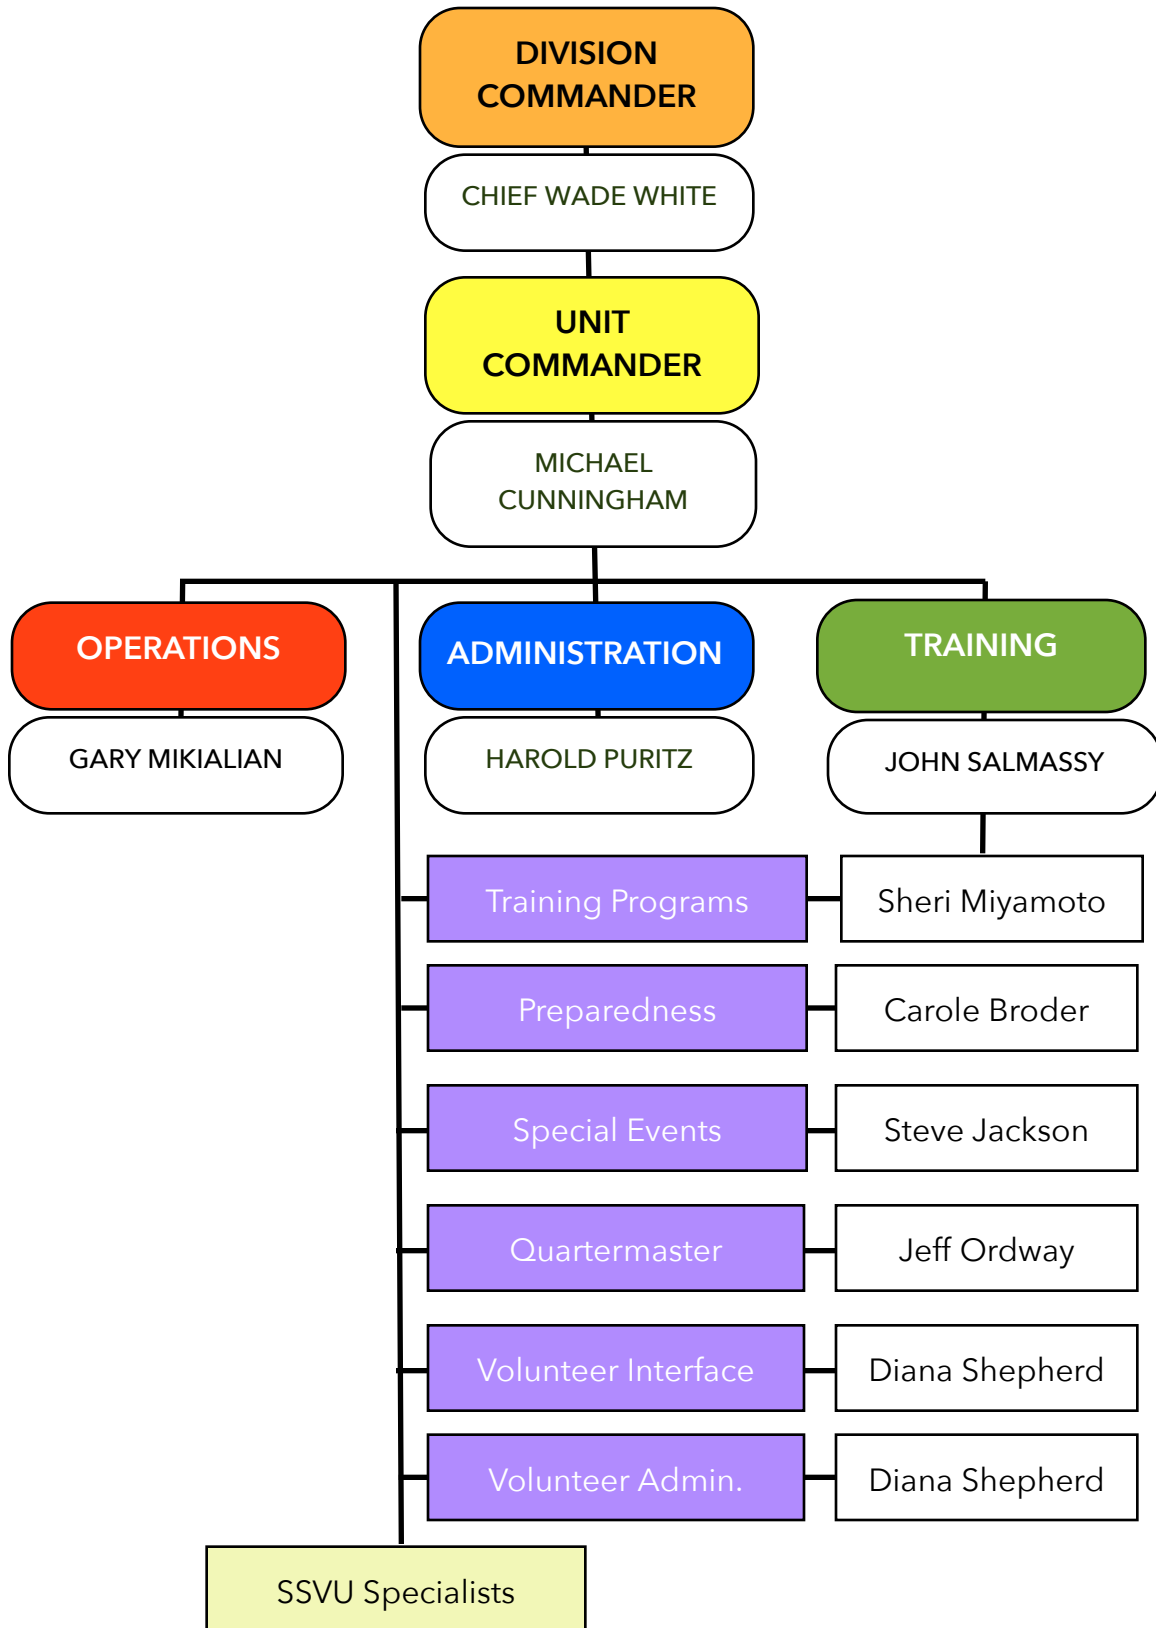 DIVISION
COMMANDER
CHIEF WADE WHITE
UNIT
COMMANDER
MICHAEL
CUNNINGHAM
OPERATIONS
ADMINISTRATION
TRAINING
GARY MIKIALIAN
HAROLD PURITZ
JOHN SALMASSY
Training Programs
Sheri Miyamoto
Preparedness
Carole Broder
Special Events
Steve Jackson
Quartermaster
Jeff Ordway
Volunteer Interface
Diana Shepherd
Volunteer Admin.
Diana Shepherd
SSVU Specialists